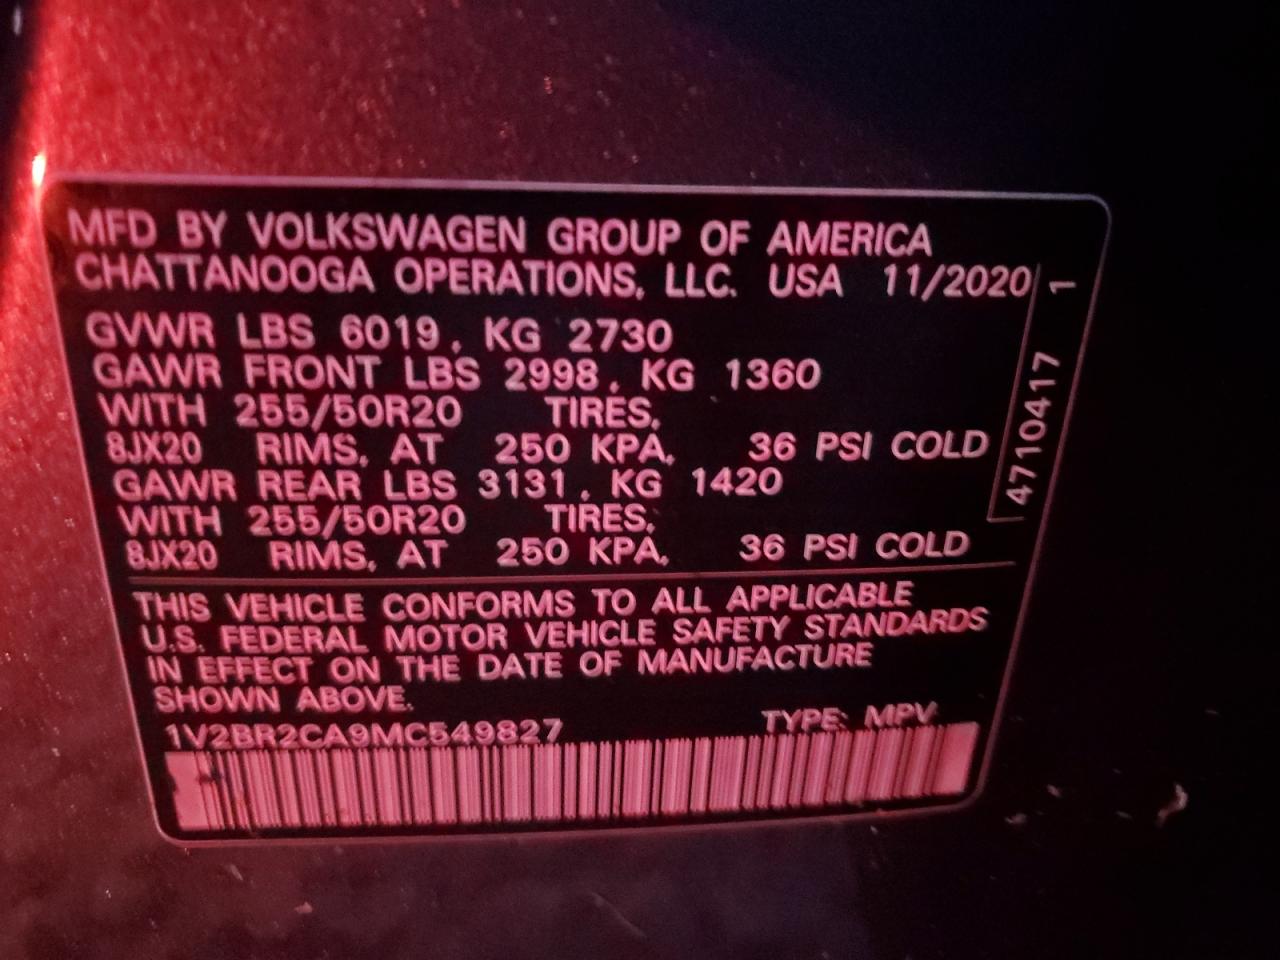 MFD BY VOLKSWAGEN GROUP OF AMERICA
CHATTANOOGA OPERATIONS, LLC. USA 11/2020
GVWR LBS 6019, KG 2730
GAWR FRONT LBS 2998, KG 1360
WITH 255/50R20 TIRES,
8JX20 RIMS, AT 250 KPA, 36 PSI COLD
GAWR REAR LBS 3131, KG 1420
WITH 255/50R20 TIRES,
8JX20 RIMS, AT 250 KPA, 36 PSI COLD
47104171 1
THIS VEHICLE CONFORMS TO ALL APPLICABLE
U.S. FEDERAL MOTOR VEHICLE SAFETY STANDARDS
IN EFFECT ON THE DATE OF MANUFACTURE
SHOWN ABOVE.
1V2BR2CA9MC549827 TYPE: MPV